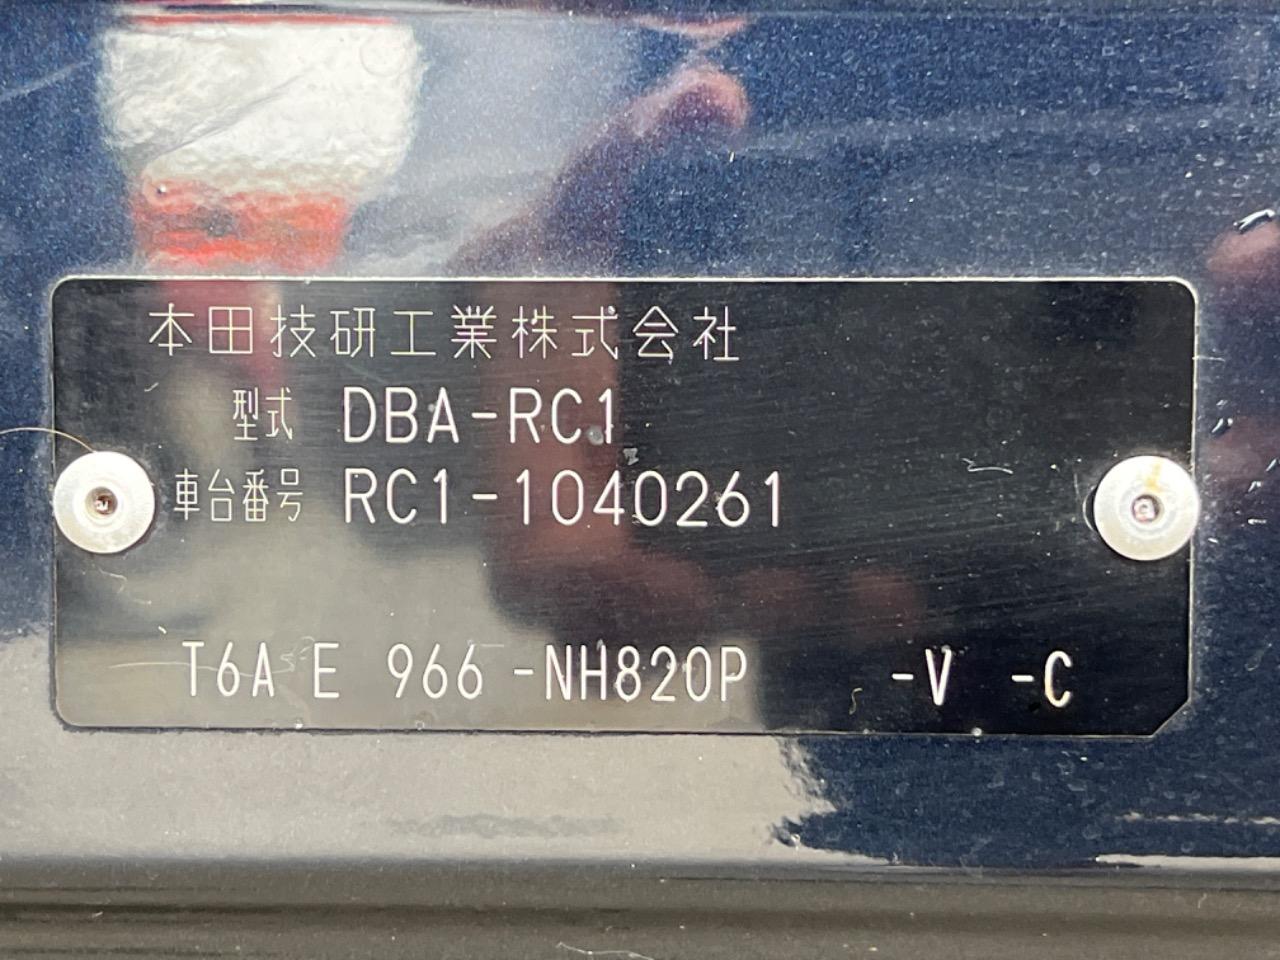 本田技研工業株式会社
型式 DBA-RC1
車台番号 RC1-1040261
T6A E 966 -NH820P -V -C